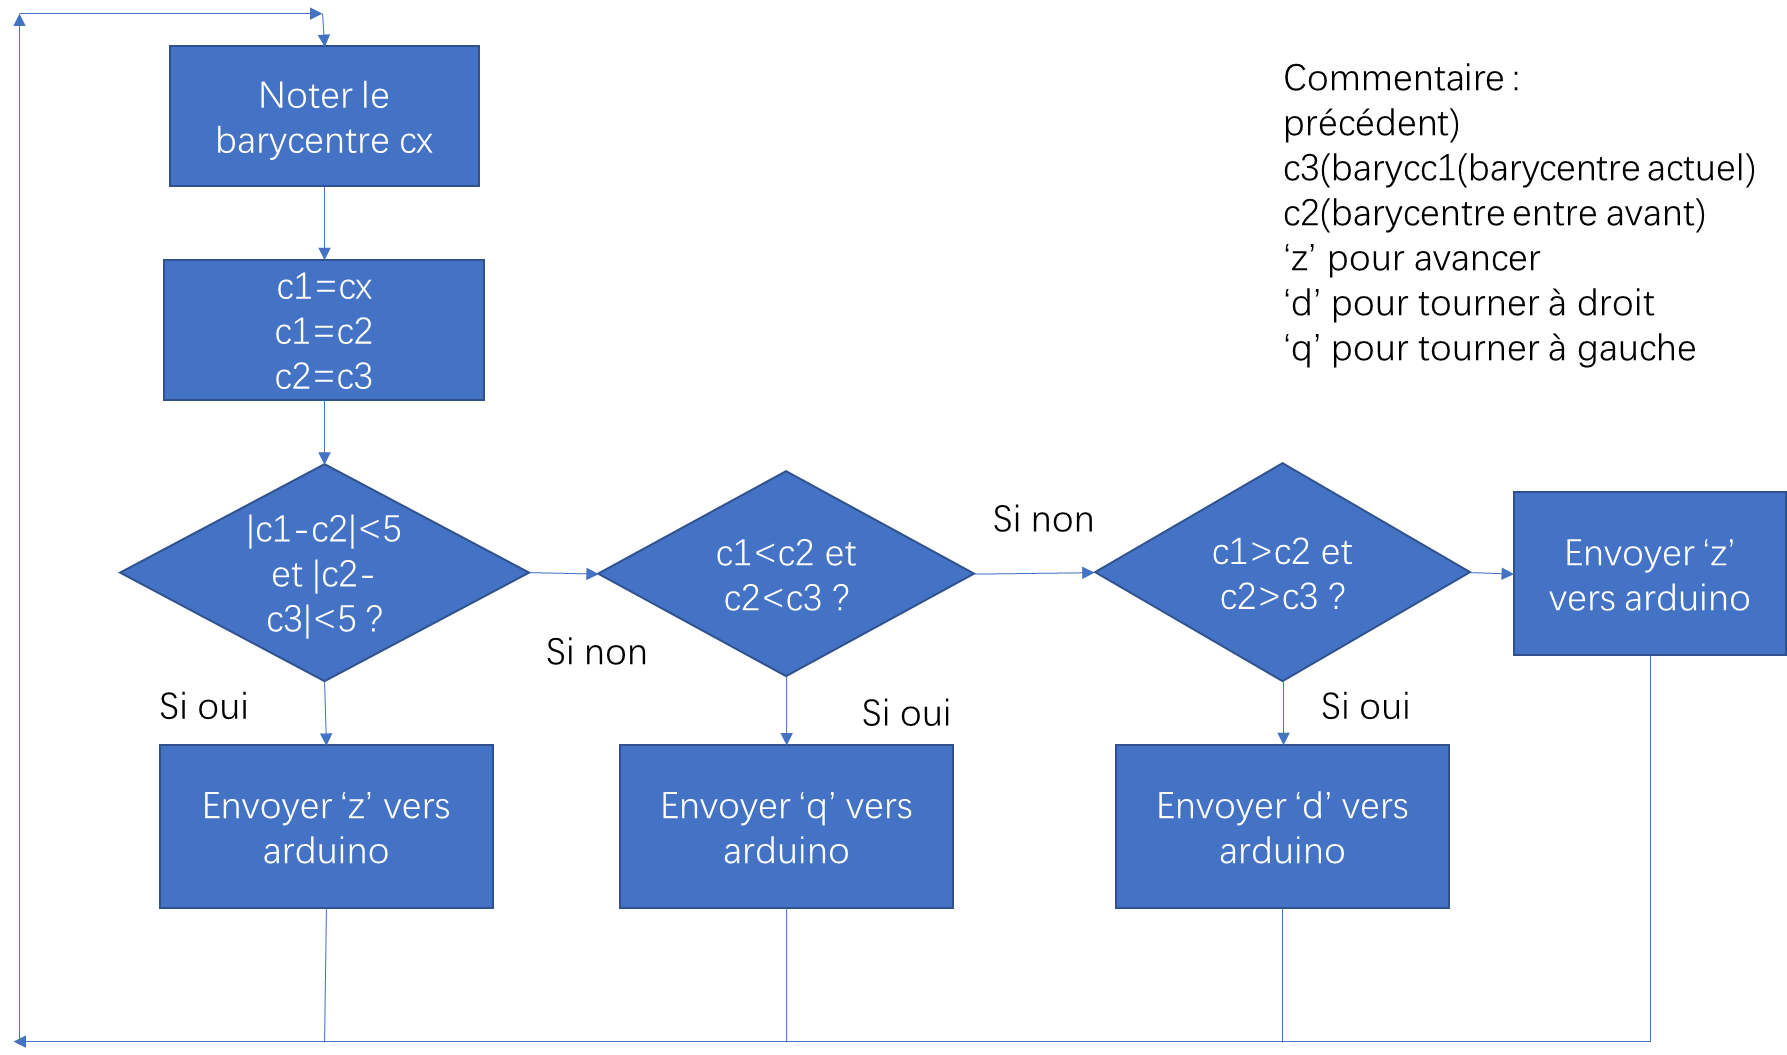 Noter le
barycentre cx
Commentaire :
précédent)
c3(barycc1(barycentre actuel)
c2(barycentre entre avant)
‘z’ pour avancer
‘d’ pour tourner à droit
‘q’ pour tourner à gauche
c1=cx
c1=c2
c2=c3
|c1-c2|<5
et |c2-
c3|<5 ?
Si non
c1<c2 et
c2<c3 ?
Si non
c1>c2 et
c2>c3 ?
Envoyer ‘z’
vers arduino
Si oui
Si oui
Si oui
Envoyer ‘z’ vers
arduino
Envoyer ‘q’ vers
arduino
Envoyer ‘d’ vers
arduino